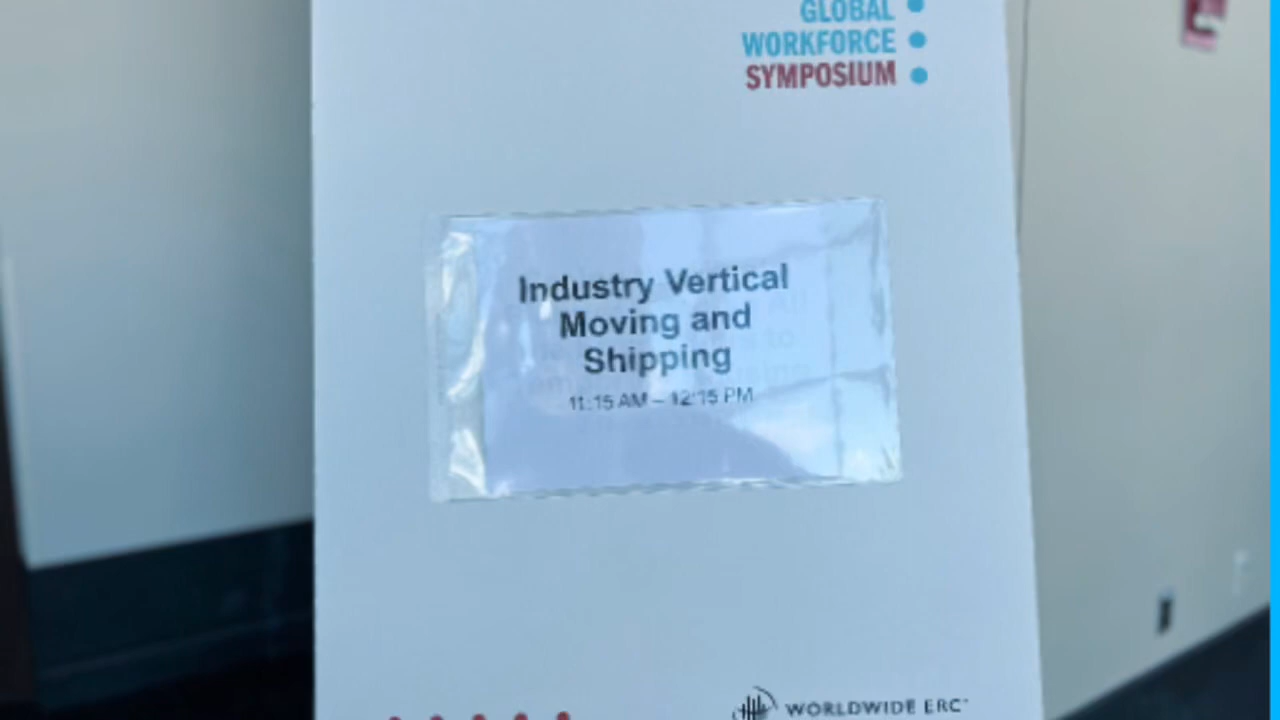 GLOBAL
WORKFORCE
SYMPOSIUM
Industry Vertical
Moving and
Shipping
11:15 AM – 12:15 PM
WORLDWIDE ERC